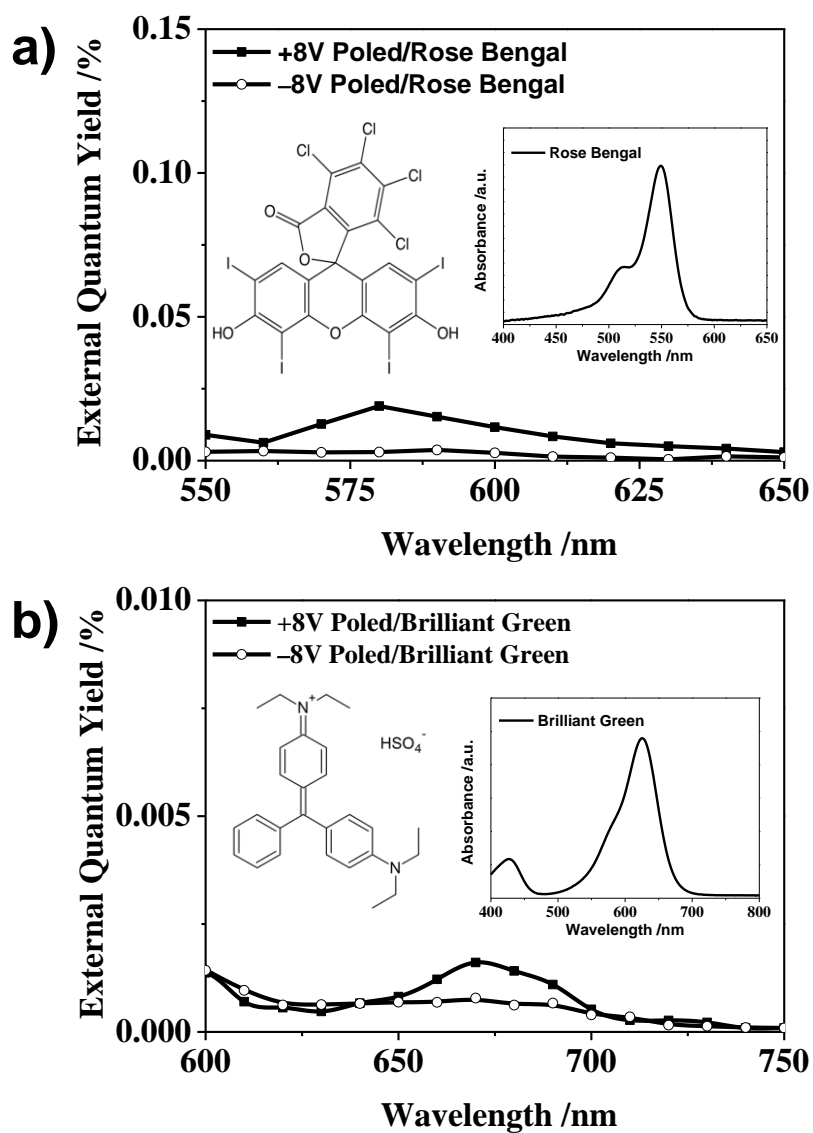 a)
0.15
0.10
0.05
0.00
External Quantum Yield /%
+8V Poled/Rose Bengal
–8V Poled/Rose Bengal
Cl
Cl
Cl
Cl
O
O
I
I
HO
O
OH
I
I
Rose Bengal
Absorbance /a.u.
400 450 500 550 600 650
Wavelength /nm
550 575 600 625 650
Wavelength /nm
b)
0.010
0.005
0.000
External Quantum Yield /%
+8V Poled/Brilliant Green
–8V Poled/Brilliant Green
N+
HSO4-
N
Brilliant Green
Absorbance /a.u.
400 500 600 700 800
Wavelength /nm
600 650 700 750
Wavelength /nm